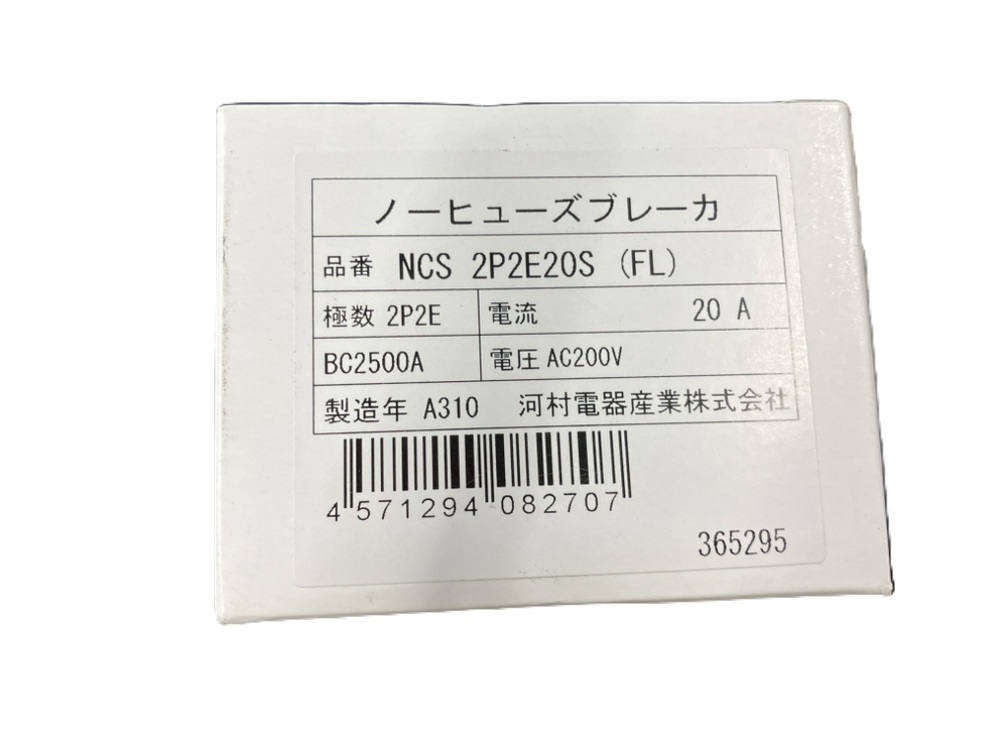 ノーヒューズブレーカ
品番 NCS 2P2E20S (FL)
極数 2P2E 電流 20 A
BC2500A 電圧 AC200V
製造年 A310 河村電器産業株式会社
4 571294 082707
365295